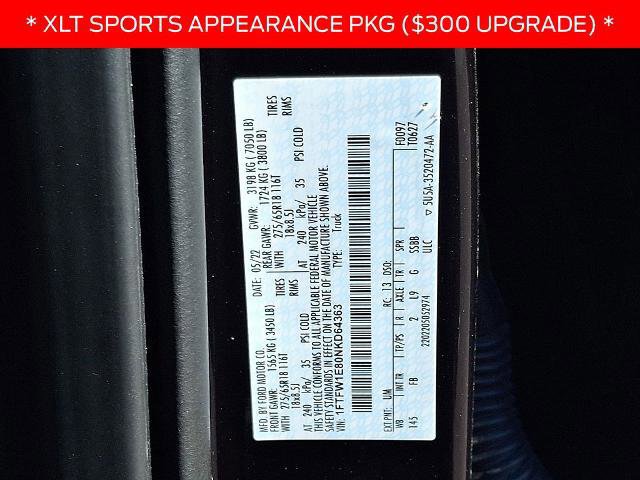 * XLT SPORTS APPEARANCE PKG ($300 UPGRADE) *
MFD. BY FORD MOTOR CO.
DATE: 05/22 GVWR: 3198 KG ( 7050 LB)
FRONT GAWR: 1565 KG ( 3450 LB) REAR GAWR: 1724 KG ( 3800 LB)
WITH 275/65R18 116T TIRES WITH 275/65R18 116T TIRES
18x8.5J RIMS 18x8.5J RIMS
AT 240 kPa/ 35 PSI COLD AT 240 kPa/ 35 PSI COLD
THIS VEHICLE CONFORMS TO ALL APPLICABLE FEDERAL MOTOR VEHICLE
SAFETY STANDARDS IN EFFECT ON THE DATE OF MANUFACTURE SHOWN ABOVE.
VIN: 1FTFW1E80NKD64363 TYPE: Truck
F0097
T0627
EXT PNT: UM RC: 13 DSO:
WB INT TR TP/PS R AXLE TR SPR
145 FB 2 L9 G SSBB
ULC
2202205052974
▽ 5U5A-3520472-AA